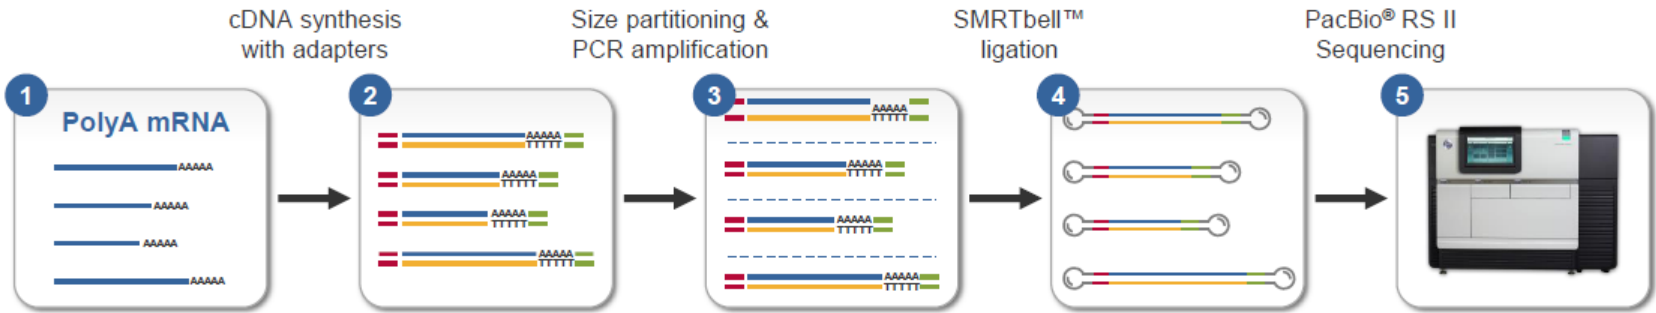 cDNA synthesis
with adapters
Size partitioning &
PCR amplification
SMRTbell™
ligation
PacBio® RS II
Sequencing
1
PolyA mRNA
AAAAA
AAAAA
AAAAA
AAAAA
2
AAAAA
TTTTT
AAAAA
TTTTT
AAAAA
TTTTT
AAAAA
TTTTT
3
AAAAA
TTTTT
AAAAA
TTTTT
AAAAA
TTTTT
AAAAA
TTTTT
4
5